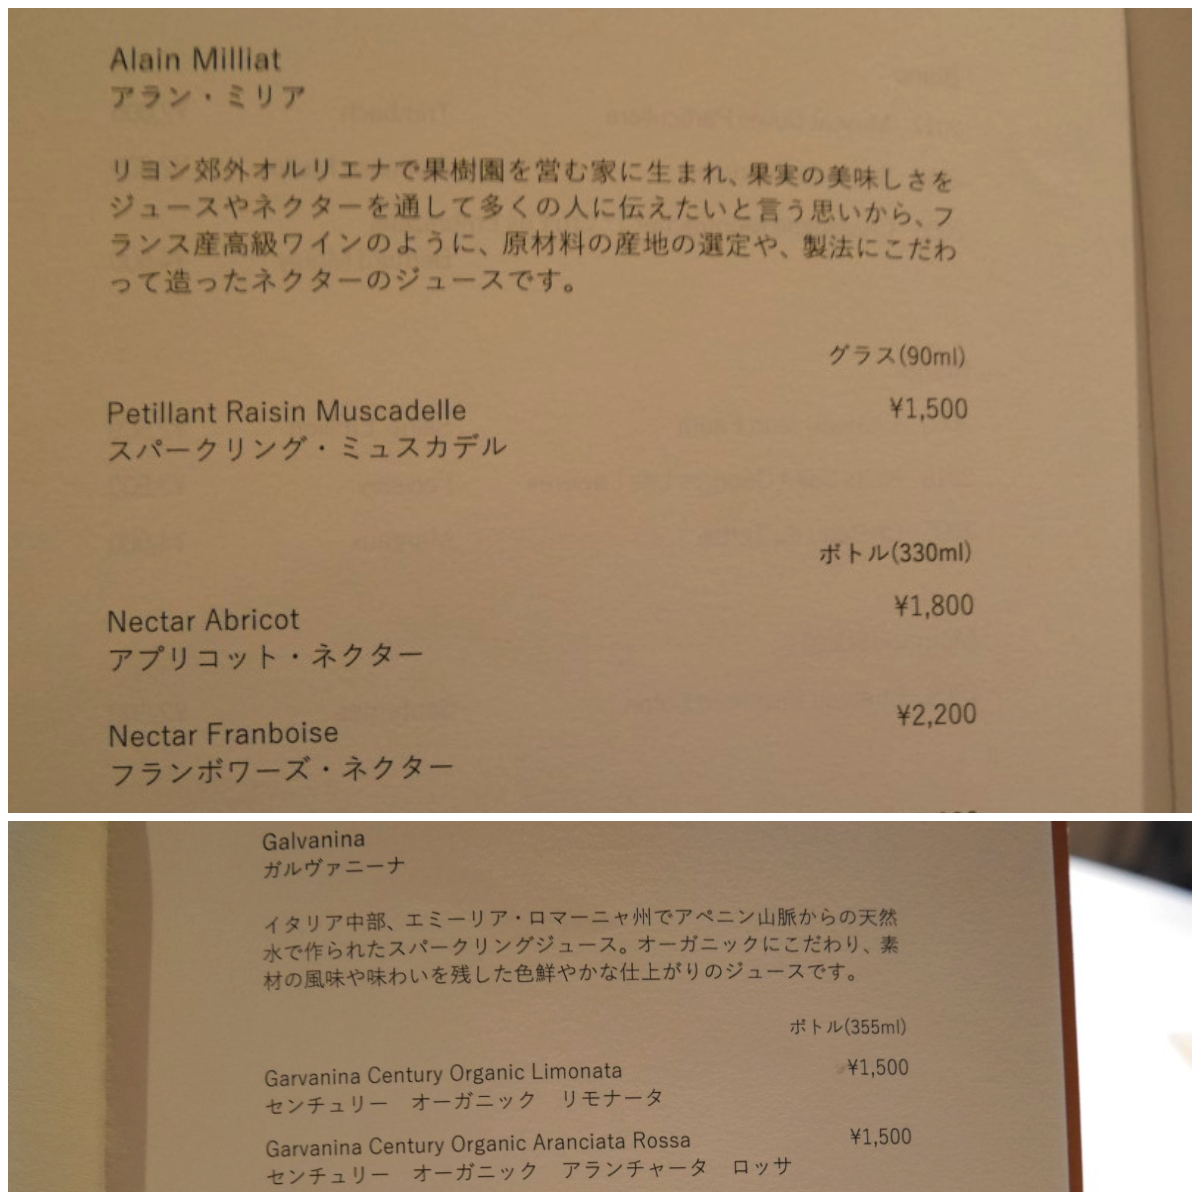 Alain Milliat
アラン・ミリア
リヨン郊外オルリエナで果樹園を営む家に生まれ、果実の美味しさを
ジュースやネクターを通して多くの人に伝えたいと言う思いから、フ
ランス産高級ワインのように、原材料の産地の選定や、製法にこだわ
って造ったネクターのジュースです。
グラス(90ml)
Petillant Raisin Muscadelle ¥1,500
スパークリング・ミュスカデル
ボトル(330ml)
Nectar Abricot ¥1,800
アプリコット・ネクター
Nectar Franboise ¥2,200
フランボワーズ・ネクター
Galvanina
ガルヴァニーナ
イタリア中部、エミーリア・ロマーニャ州でアペニン山脈からの天然
水で作られたスパークリングジュース。オーガニックにこだわり、素
材の風味や味わいを残した色鮮やかな仕上がりのジュースです。
ボトル(355ml)
Garvanina Century Organic Limonata ¥1,500
センチュリー　オーガニック　リモナータ
Garvanina Century Organic Aranciata Rossa ¥1,500
センチュリー　オーガニック　アランチャータ　ロッサ